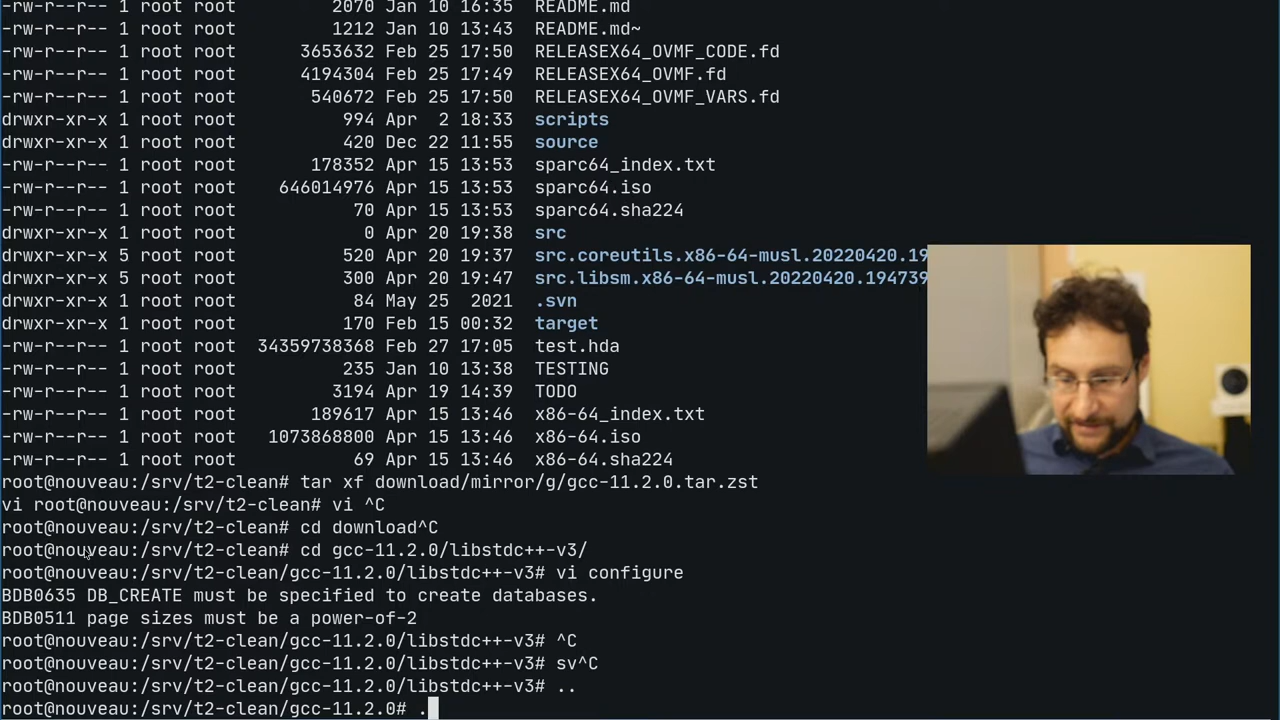 -rw-r--r-- 1 root root 2070 Jan 10 16:35 README.md
-rw-r--r-- 1 root root 1212 Jan 10 13:43 README.md~
-rw-r--r-- 1 root root 3653632 Feb 25 17:50 RELEASEX64_OVMF_CODE.fd
-rw-r--r-- 1 root root 4194304 Feb 25 17:49 RELEASEX64_OVMF.fd
-rw-r--r-- 1 root root 540672 Feb 25 17:50 RELEASEX64_OVMF_VARS.fd
drwxr-xr-x 1 root root 994 Apr 2 18:33 scripts
drwxr-xr-x 1 root root 420 Dec 22 11:55 source
-rw-r--r-- 1 root root 178352 Apr 15 13:53 sparc64_index.txt
-rw-r--r-- 1 root root 646014976 Apr 15 13:53 sparc64.iso
-rw-r--r-- 1 root root 70 Apr 15 13:53 sparc64.sha224
drwxr-xr-x 1 root root 0 Apr 20 19:38 src
drwxr-xr-x 5 root root 520 Apr 20 19:37 src.coreutils.x86-64-musl.20220420.19
drwxr-xr-x 5 root root 300 Apr 20 19:47 src.libsm.x86-64-musl.20220420.194739
drwxr-xr-x 1 root root 84 May 25 2021 .svn
drwxr-xr-x 1 root root 170 Feb 15 00:32 target
-rw-r--r-- 1 root root 34359738368 Feb 27 17:05 test.hda
-rw-r--r-- 1 root root 235 Jan 10 13:38 TESTING
-rw-r--r-- 1 root root 3194 Apr 19 14:39 TODO
-rw-r--r-- 1 root root 189617 Apr 15 13:46 x86-64_index.txt
-rw-r--r-- 1 root root 1073868800 Apr 15 13:46 x86-64.iso
-rw-r--r-- 1 root root 69 Apr 15 13:46 x86-64.sha224
root@nouveau:/srv/t2-clean# tar xf download/mirror/g/gcc-11.2.0.tar.zst
vi root@nouveau:/srv/t2-clean# vi ^C
root@nouveau:/srv/t2-clean# cd download^C
root@nouveau:/srv/t2-clean# cd gcc-11.2.0/libstdc++-v3/
root@nouveau:/srv/t2-clean/gcc-11.2.0/libstdc++-v3# vi configure
BDB0635 DB_CREATE must be specified to create databases.
BDB0511 page sizes must be a power-of-2
root@nouveau:/srv/t2-clean/gcc-11.2.0/libstdc++-v3# ^C
root@nouveau:/srv/t2-clean/gcc-11.2.0/libstdc++-v3# sv^C
root@nouveau:/srv/t2-clean/gcc-11.2.0/libstdc++-v3# ..
root@nouveau:/srv/t2-clean/gcc-11.2.0# .